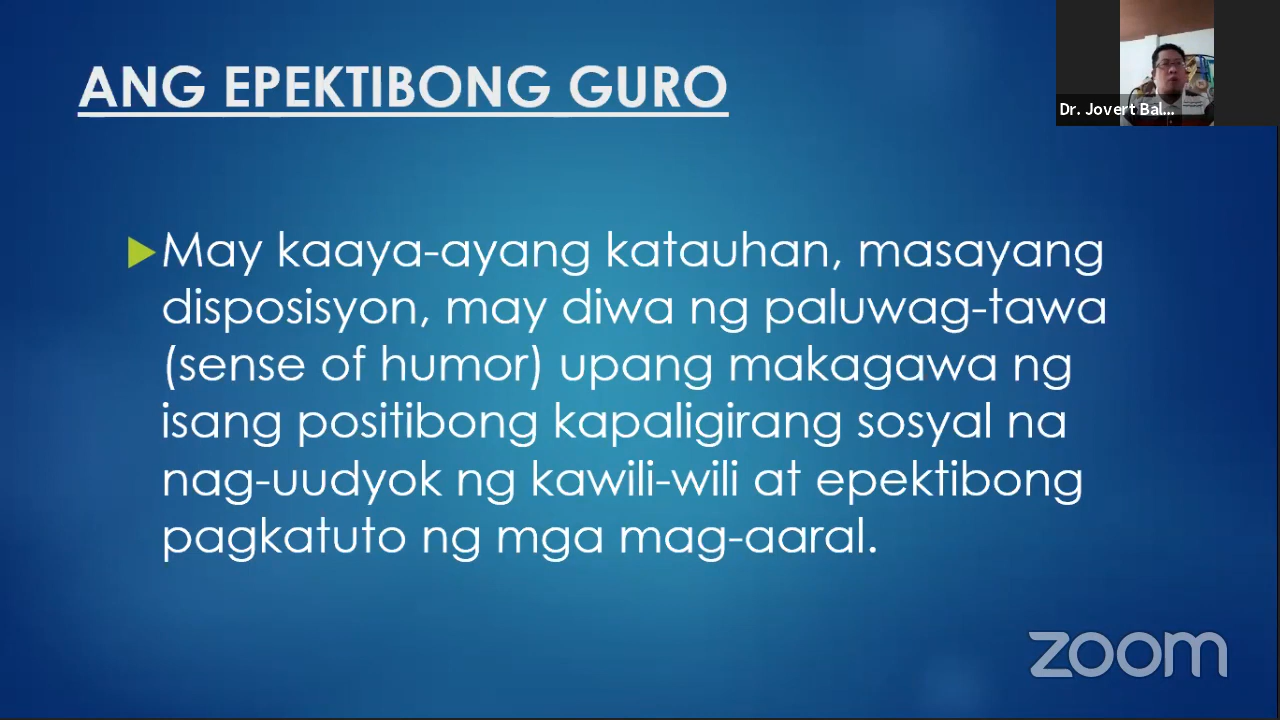 ANG EPEKTIBONG GURO
Dr. Jovert Bal...
May kaaya-ayang katauhan, masayang
disposisyon, may diwa ng paluwag-tawa
(sense of humor) upang makagawa ng
isang positibong kapaligirang sosyal na
nag-uudyok ng kawili-wili at epektibong
pagkatuto ng mga mag-aaral.
zoom